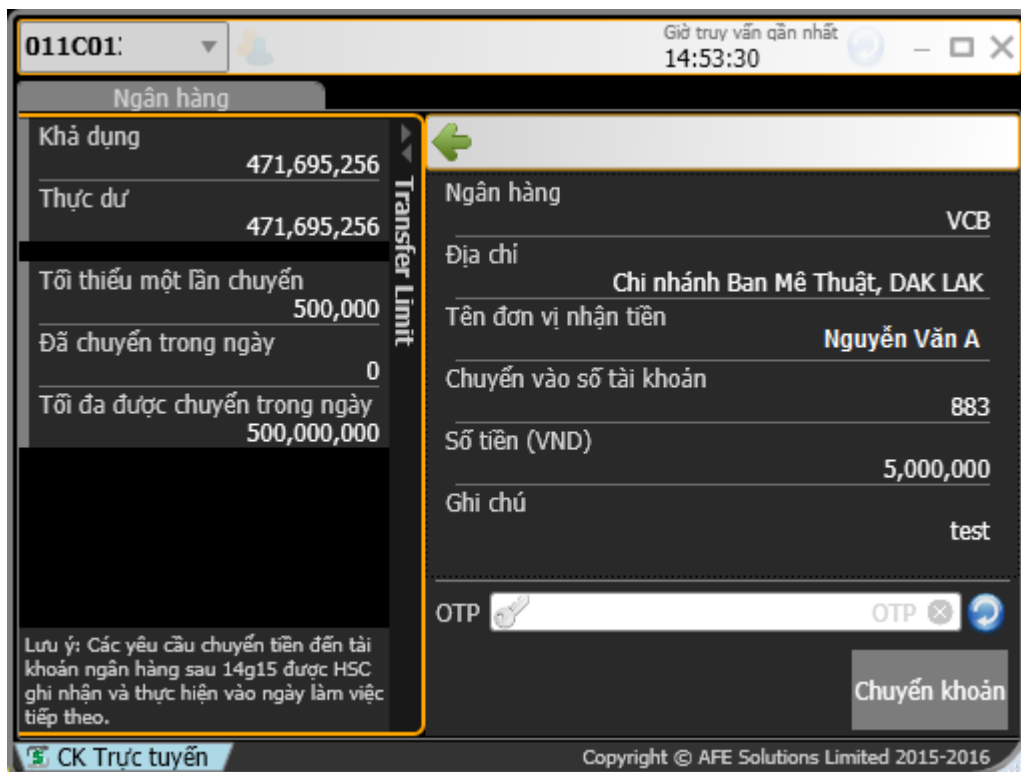 011C01:
Giờ truy vấn gần nhất
14:53:30
Ngân hàng
Khả dụng
471,695,256
Thực dư
471,695,256
Tối thiểu một lần chuyển
500,000
Đã chuyển trong ngày
0
Tối đa được chuyển trong ngày
500,000,000
Lưu ý: Các yêu cầu chuyển tiền đến tài
khoản ngân hàng sau 14g15 được HSC
ghi nhận và thực hiện vào ngày làm việc
tiếp theo.
Transfer Limit
Ngân hàng
VCB
Địa chỉ
Chi nhánh Ban Mê Thuật, DAK LAK
Tên đơn vị nhận tiền
Nguyễn Văn A
Chuyển vào số tài khoản
883
Số tiền (VND)
5,000,000
Ghi chú
test
OTP
OTP
Chuyển khoản
CK Trực tuyến
Copyright © AFE Solutions Limited 2015-2016